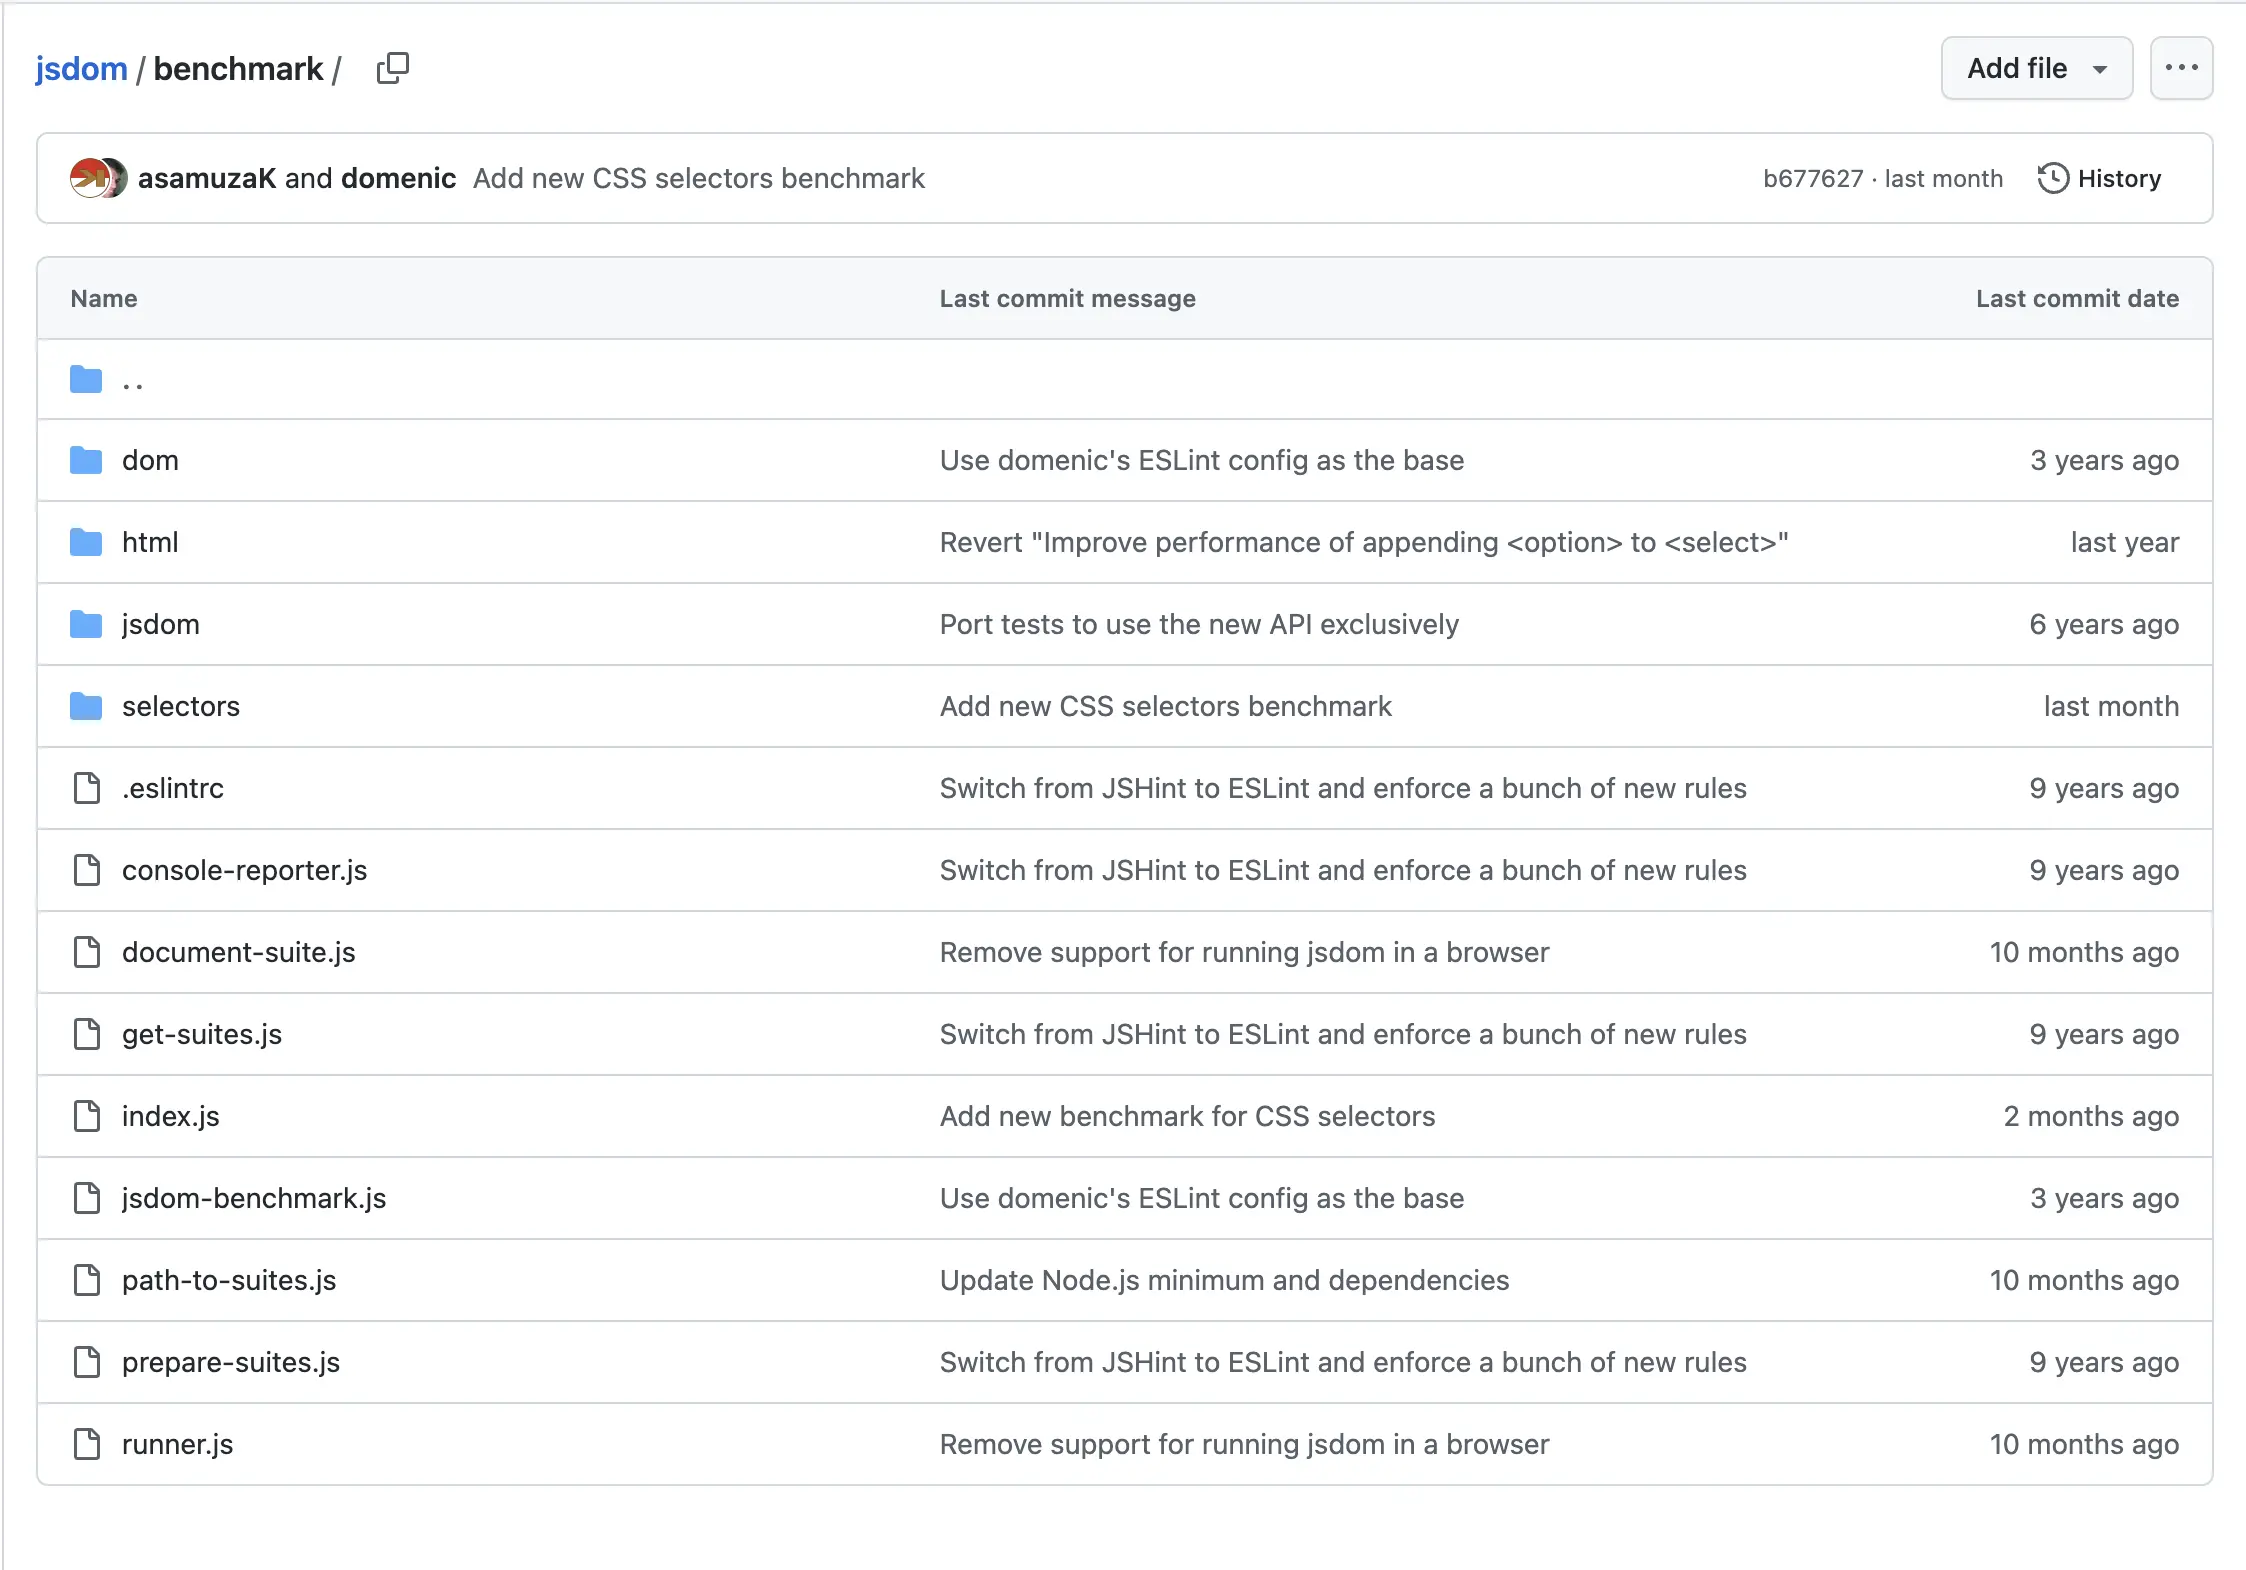 jsdom / benchmark /
Add file
asamuzaK and domenic Add new CSS selectors benchmark b677627 · last month History
Name Last commit message Last commit date
..
dom Use domenic's ESLint config as the base 3 years ago
html Revert "Improve performance of appending <option> to <select>" last year
jsdom Port tests to use the new API exclusively 6 years ago
selectors Add new CSS selectors benchmark last month
.eslintrc Switch from JSHint to ESLint and enforce a bunch of new rules 9 years ago
console-reporter.js Switch from JSHint to ESLint and enforce a bunch of new rules 9 years ago
document-suite.js Remove support for running jsdom in a browser 10 months ago
get-suites.js Switch from JSHint to ESLint and enforce a bunch of new rules 9 years ago
index.js Add new benchmark for CSS selectors 2 months ago
jsdom-benchmark.js Use domenic's ESLint config as the base 3 years ago
path-to-suites.js Update Node.js minimum and dependencies 10 months ago
prepare-suites.js Switch from JSHint to ESLint and enforce a bunch of new rules 9 years ago
runner.js Remove support for running jsdom in a browser 10 months ago